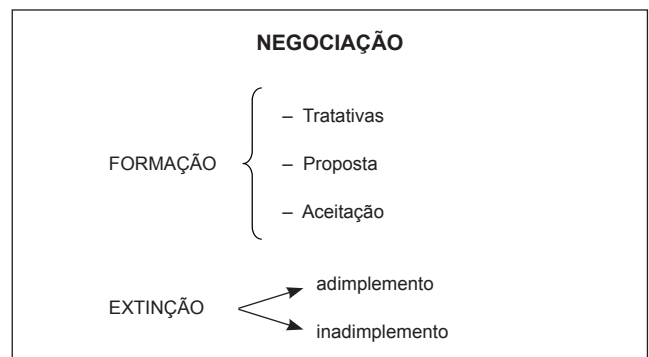 NEGOCIAÇÃO
FORMAÇÃO
– Tratativas
– Proposta
– Aceitação
EXTINÇÃO
adimplemento
inadimplemento